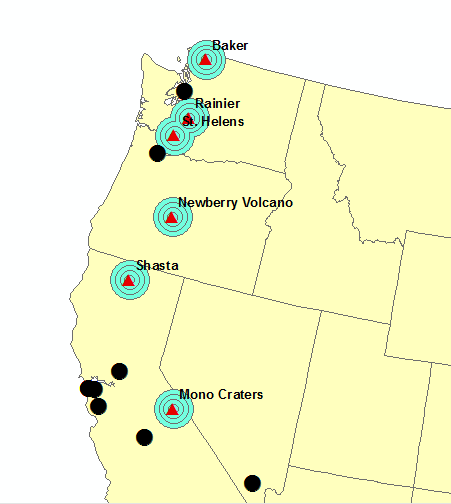 Baker
Rainier
St. Helens
Newberry Volcano
Shasta
Mono Craters